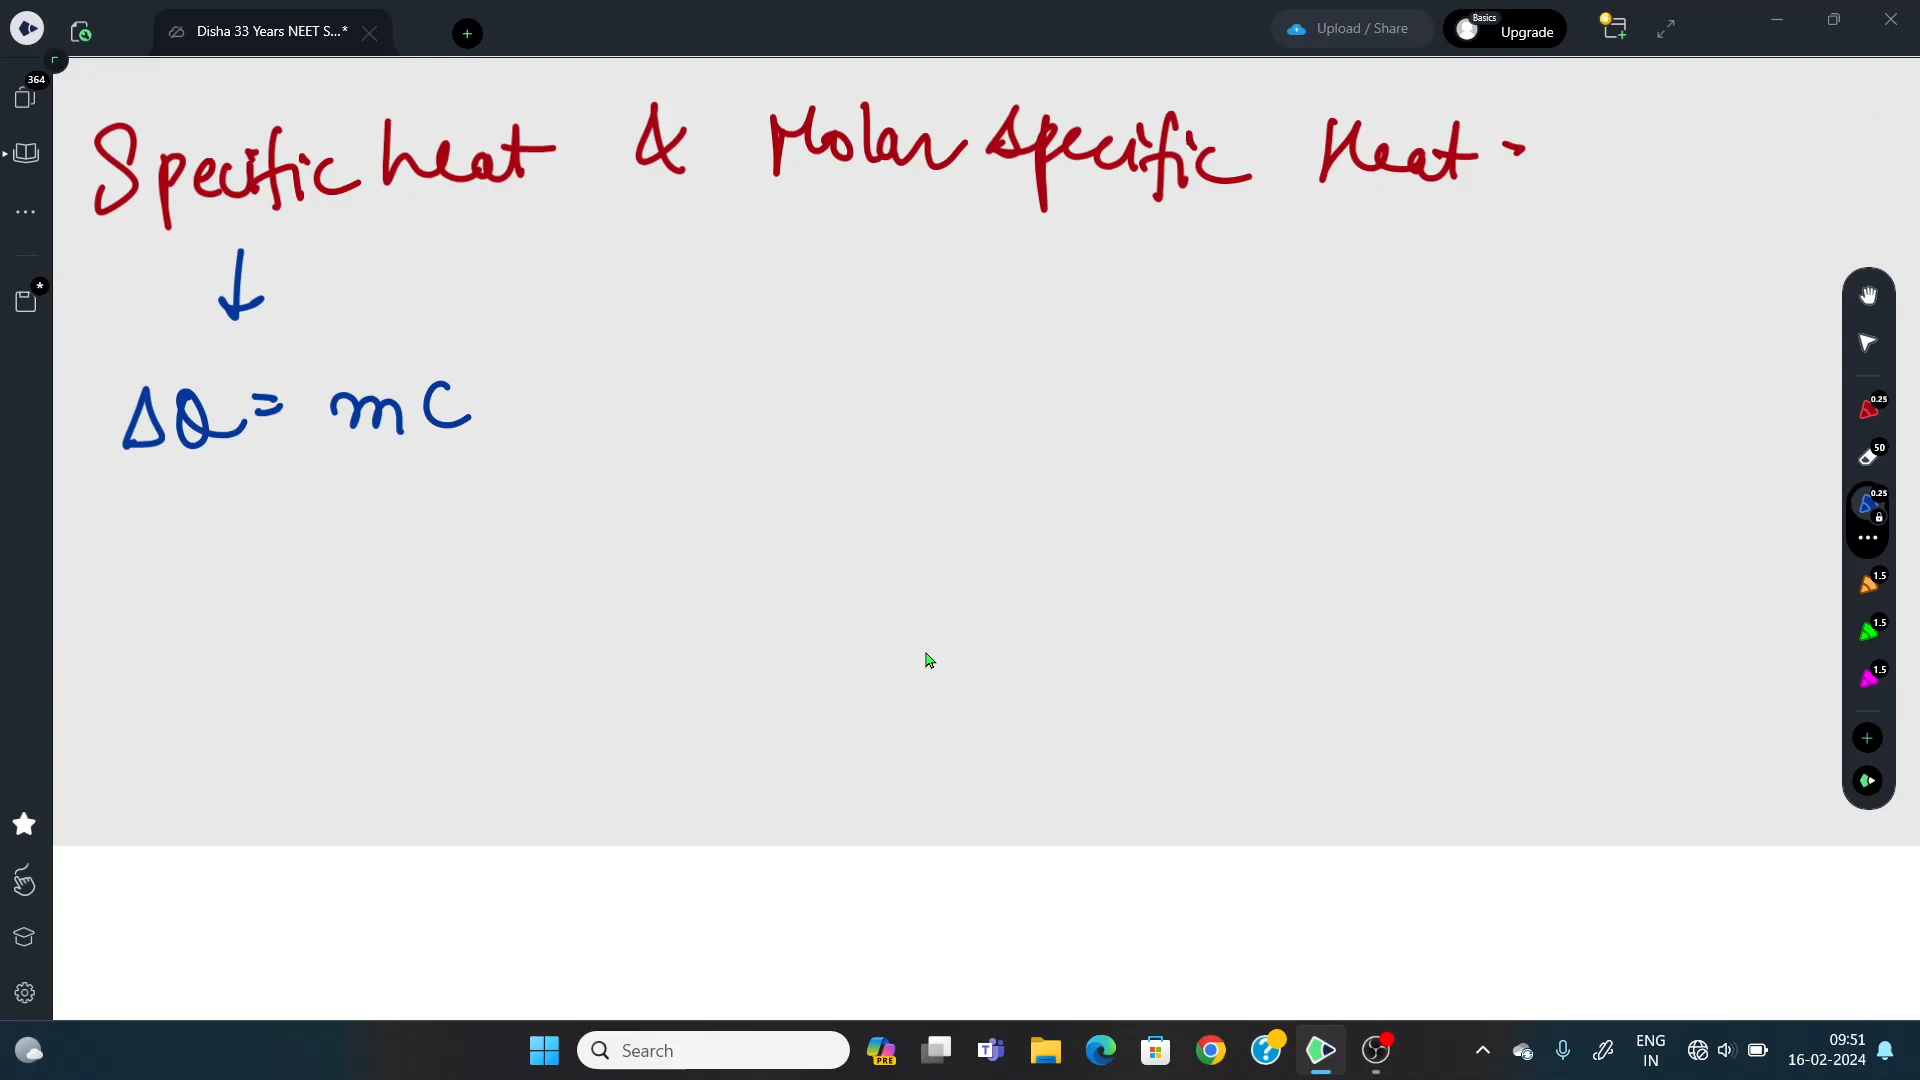 Disha 33 Years NEET S...*
Upload / Share
Basics
Upgrade
364
Specific heat & Molar Specific Heat -
↓
ΔQ = mC
0.25
50
0.25
1.5
1.5
1.5
Search
PRE
ENG
IN
09:51
16-02-2024